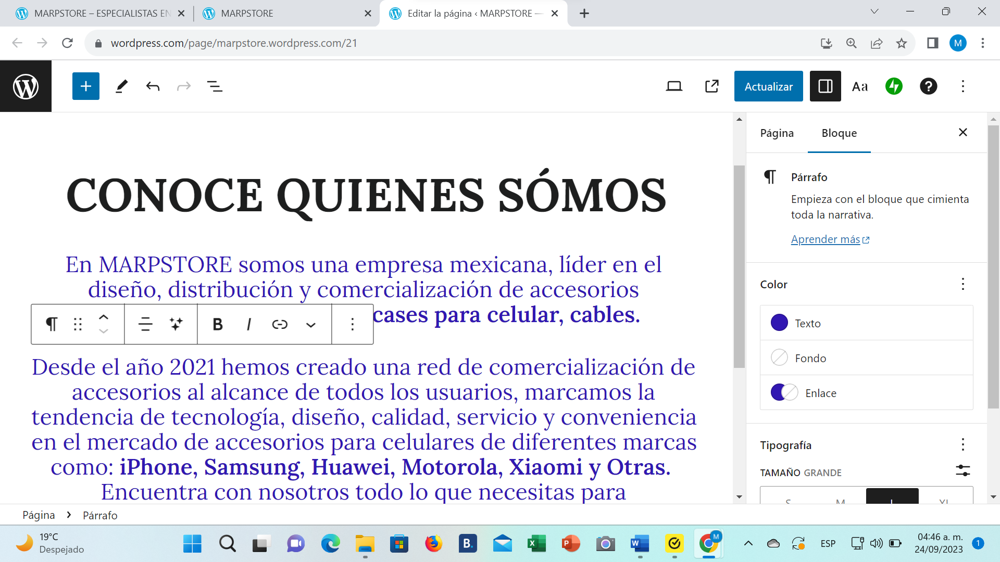 MARPSTORE – ESPECIALISTAS EN
MARPSTORE
Editar la página ‹ MARPSTORE —
wordpress.com/page/marpstore.wordpress.com/21
M
Actualizar
Aa
Página
Bloque
CONOCE QUIENES SÓMOS
En MARPSTORE somos una empresa mexicana, líder en el
diseño, distribución y comercialización de accesorios
cases para celular, cables.
B I
Desde el año 2021 hemos creado una red de comercialización de
accesorios al alcance de todos los usuarios, marcamos la
tendencia de tecnología, diseño, calidad, servicio y conveniencia
en el mercado de accesorios para celulares de diferentes marcas
como: iPhone, Samsung, Huawei, Motorola, Xiaomi y Otras.
Encuentra con nosotros todo lo que necesitas para
Párrafo
Empieza con el bloque que cimienta
toda la narrativa.
Aprender más
Color
Texto
Fondo
Enlace
Tipografía
TAMAÑO GRANDE
S M L XL
Página > Párrafo
19°C
Despejado
B.
M
ESP
04:46 a. m.
24/09/2023
1